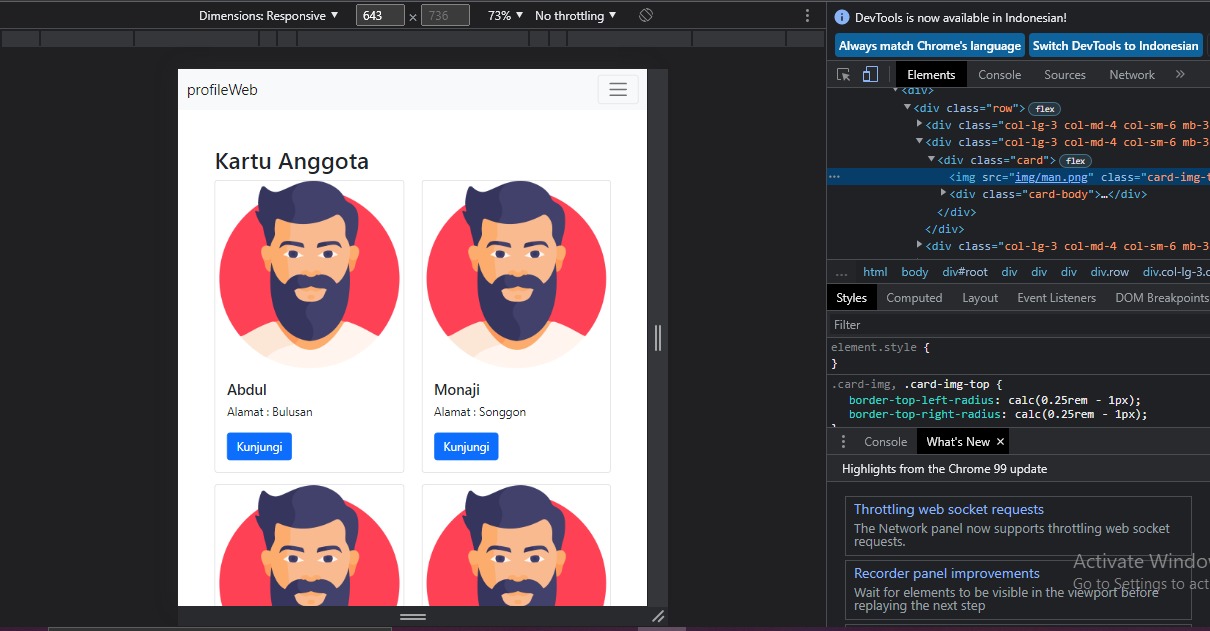 Dimensions: Responsive ▼ 643 × 736 73% ▼ No throttling ▼
profileWeb
Kartu Anggota
Abdul
Alamat : Bulusan
Kunjungi
Monaji
Alamat : Songgon
Kunjungi
DevTools is now available in Indonesian!
Always match Chrome's language Switch DevTools to Indonesian
Elements Console Sources Network »
<div>
<div class="row"> flex
<div class="col-lg-3 col-md-4 col-sm-6 mb-3
<div class="col-lg-3 col-md-4 col-sm-6 mb-3
<div class="card"> flex
<img src="img/man.png" class="card-img-t
<div class="card-body">…</div>
</div>
</div>
<div class="col-lg-3 col-md-4 col-sm-6 mb-3
... html body div#root div div div div.row div.col-lg-3.c
Styles Computed Layout Event Listeners DOM Breakpoints
Filter
element.style {
}
.card-img, .card-img-top {
border-top-left-radius: calc(0.25rem - 1px);
border-top-right-radius: calc(0.25rem - 1px);
}
Console What's New ×
Highlights from the Chrome 99 update
Throttling web socket requests
The Network panel now supports throttling web socket
requests.
Recorder panel improvements
Wait for elements to be visible in the viewport before
replaying the next step
Activate Windo
Go to Settings to act